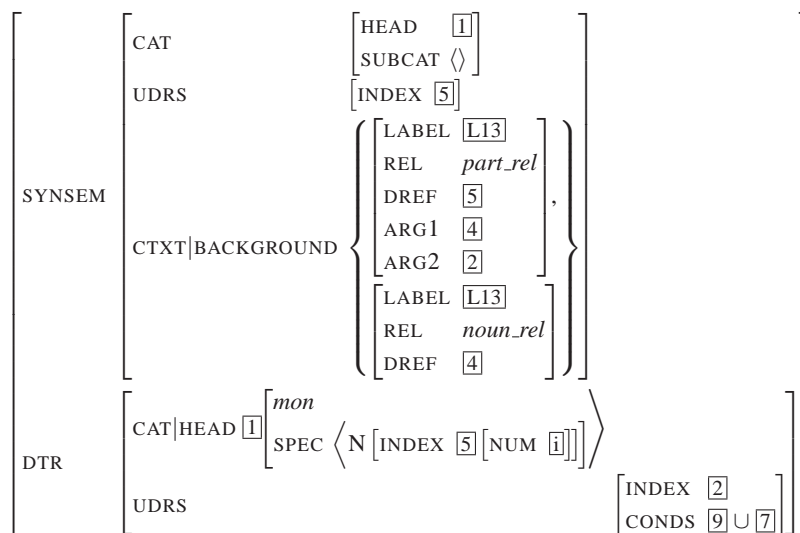 HEAD 1
CAT
SUBCAT ⟨⟩
UDRS [INDEX 5]
LABEL L13
REL part_rel
DREF 5 ,
ARG1 4
SYNSEM
CTXT|BACKGROUND
ARG2 2
LABEL L13
REL noun_rel
DREF 4
mon
CAT|HEAD 1
SPEC ⟨N [INDEX 5 [NUM i]]⟩
DTR
INDEX 2
UDRS
CONDS 9 ∪ 7